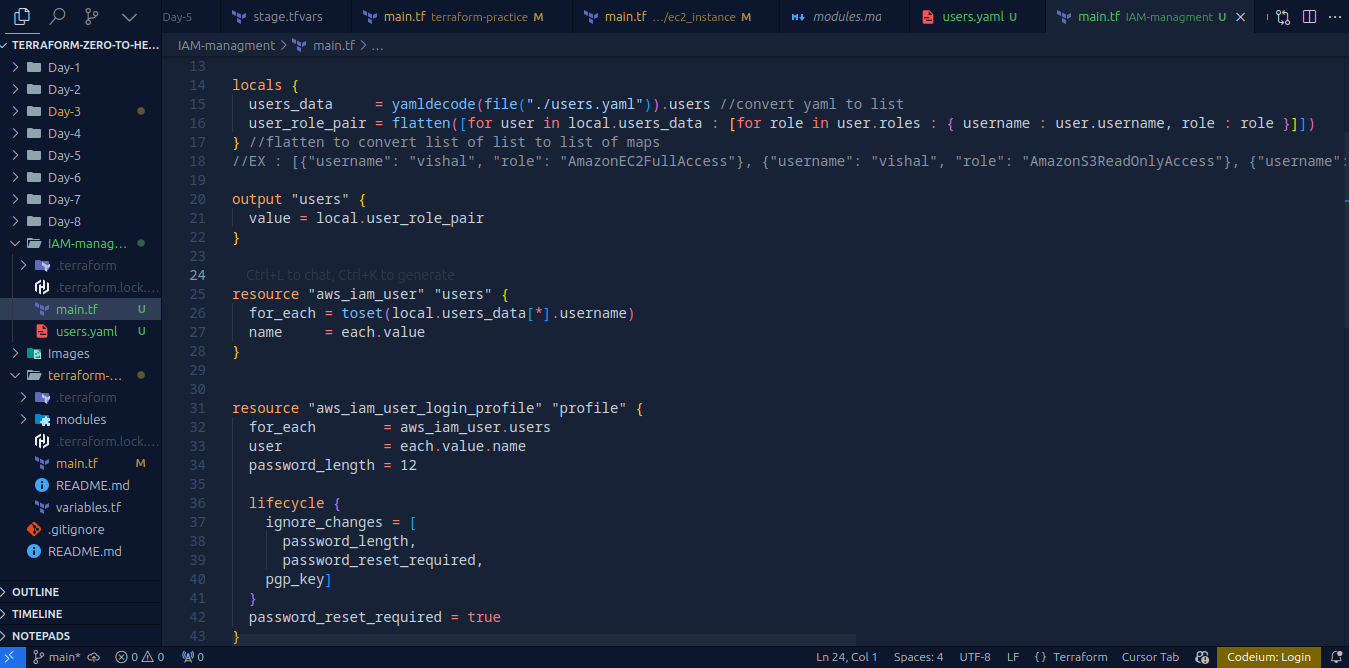 Day-5
stage.tfvars
main.tf terraform-practice M
main.tf .../ec2_instance M
modules.md
users.yaml U
main.tf IAM-managment U
TERRAFORM-ZERO-TO-HE...
IAM-managment > main.tf > ...
Day-1
Day-2
Day-3
Day-4
Day-5
Day-6
Day-7
Day-8
IAM-manag...
.terraform
.terraform.lock....
main.tf U
users.yaml U
Images
terraform-...
.terraform
modules
.terraform.lock....
main.tf M
README.md
variables.tf
.gitignore
README.md
OUTLINE
TIMELINE
NOTEPADS
13
14 locals {
15 users_data = yamldecode(file("./users.yaml")).users //convert yaml to list
16 user_role_pair = flatten([for user in local.users_data : [for role in user.roles : { username : user.username, role : role }]])
17 } //flatten to convert list of list to list of maps
18 //EX : [{"username": "vishal", "role": "AmazonEC2FullAccess"}, {"username": "vishal", "role": "AmazonS3ReadOnlyAccess"}, {"username":
19
20 output "users" {
21 value = local.user_role_pair
22 }
23
24 Ctrl+L to chat, Ctrl+K to generate
25 resource "aws_iam_user" "users" {
26 for_each = toset(local.users_data[*].username)
27 name = each.value
28 }
29
30
31 resource "aws_iam_user_login_profile" "profile" {
32 for_each = aws_iam_user.users
33 user = each.value.name
34 password_length = 12
35
36 lifecycle {
37 ignore_changes = [
38 password_length,
39 password_reset_required,
40 pgp_key]
41 }
42 password_reset_required = true
43 }
main* 0 0 0 Ln 24, Col 1 Spaces: 4 UTF-8 LF {} Terraform Cursor Tab Codeium: Login